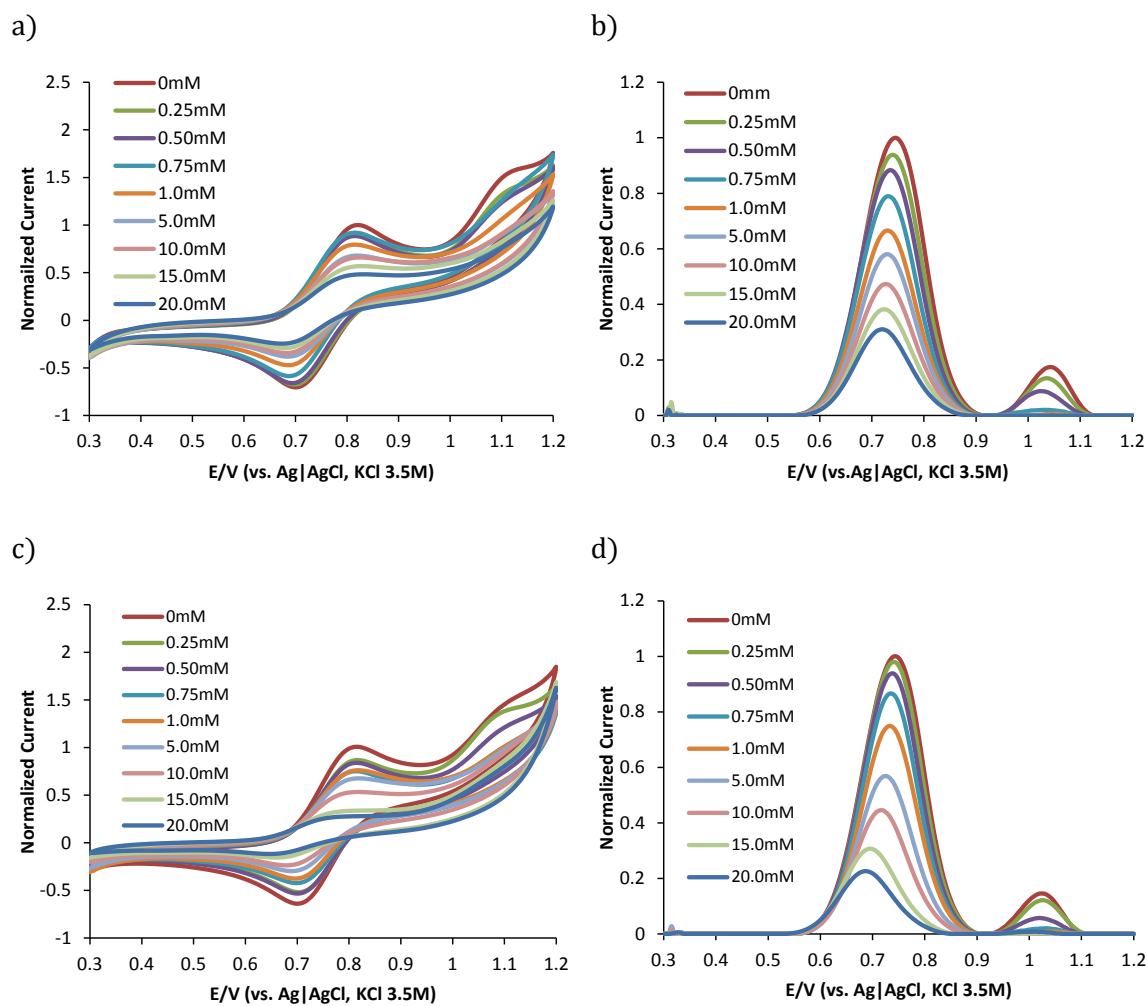 a)
2.5
2
1.5
1
0.5
0
-0.5
-1
Normailzed Current
0mM
0.25mM
0.50mM
0.75mM
1.0mM
5.0mM
10.0mM
15.0mM
20.0mM
0.3 0.4 0.5 0.6 0.7 0.8 0.9 1 1.1 1.2
E/V (vs. Ag|AgCl, KCl 3.5M)
b)
1.2
1
0.8
0.6
0.4
0.2
0
Normalized Current
0mm
0.25mM
0.50mM
0.75mM
1.0mM
5.0mM
10.0mM
15.0mM
20.0mM
0.3 0.4 0.5 0.6 0.7 0.8 0.9 1 1.1 1.2
E/V (vs.Ag|AgCl, KCl 3.5M)
c)
2.5
2
1.5
1
0.5
0
-0.5
-1
Normalized Current
0mM
0.25mM
0.50mM
0.75mM
1.0mM
5.0mM
10.0mM
15.0mM
20.0mM
0.3 0.4 0.5 0.6 0.7 0.8 0.9 1 1.1 1.2
E/V (vs. Ag|AgCl, KCl 3.5M)
d)
1.2
1
0.8
0.6
0.4
0.2
0
Normalized Current
0mM
0.25mM
0.50mM
0.75mM
1.0mM
5.0mM
10.0mM
15.0mM
20.0mM
0.3 0.4 0.5 0.6 0.7 0.8 0.9 1 1.1 1.2
E/V (vs. Ag|AgCl, KCl 3.5M)